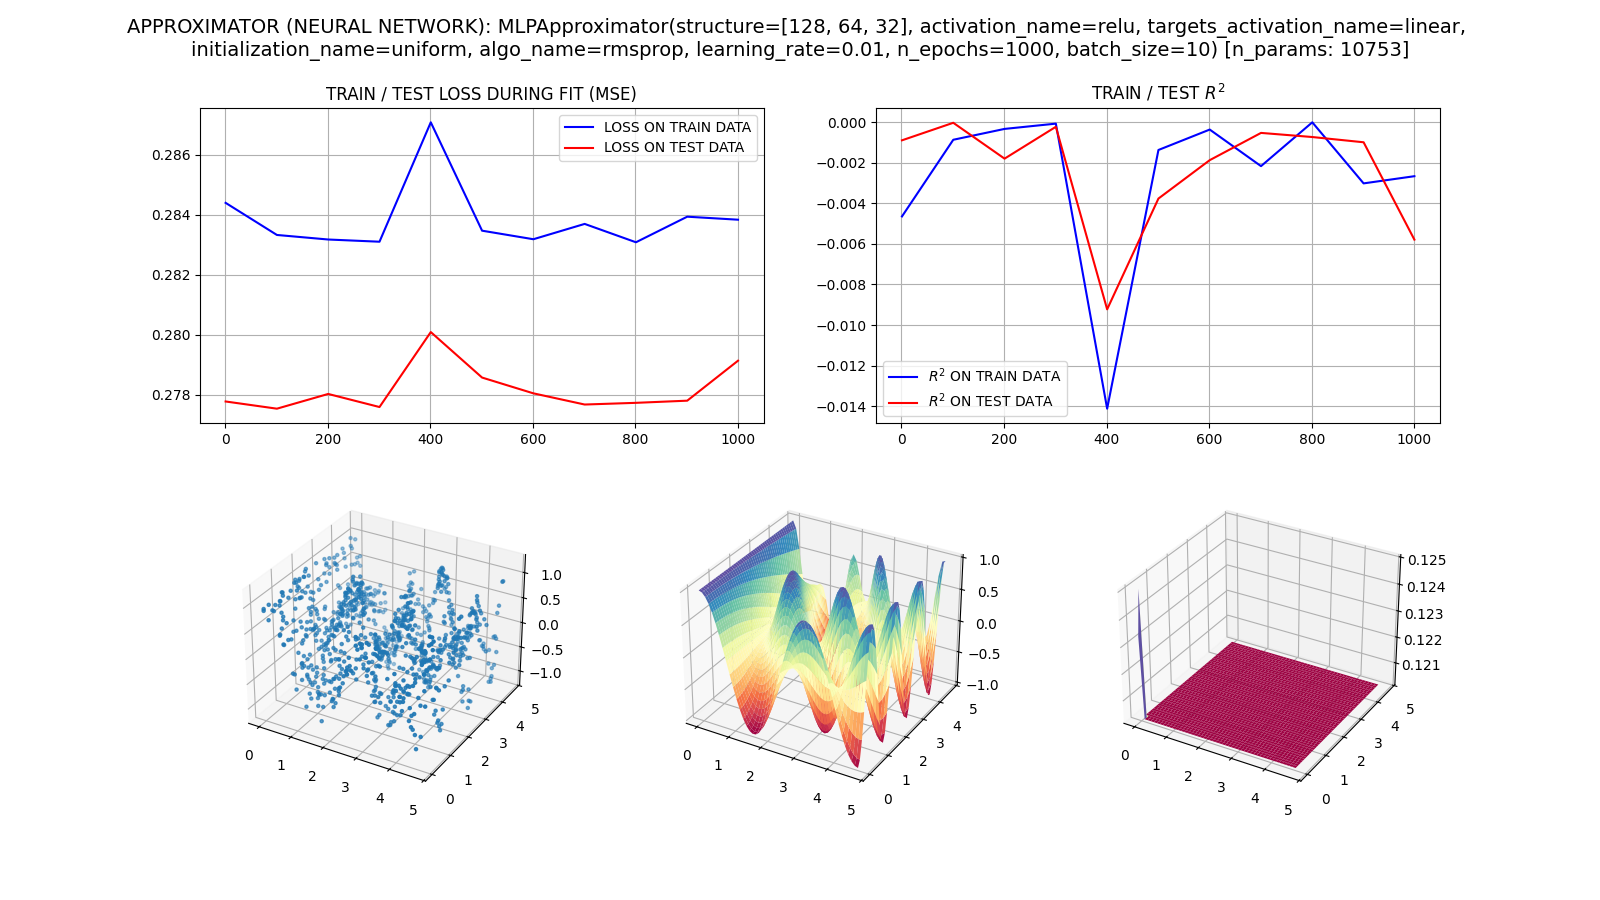 APPROXIMATOR (NEURAL NETWORK): MLPApproximator(structure=[128, 64, 32], activation_name=relu, targets_activation_name=linear,
initialization_name=uniform, algo_name=rmsprop, learning_rate=0.01, n_epochs=1000, batch_size=10) [n_params: 10753]
TRAIN / TEST LOSS DURING FIT (MSE)
LOSS ON TRAIN DATA
LOSS ON TEST DATA
0.286
0.284
0.282
0.280
0.278
0 200 400 600 800 1000
TRAIN / TEST R²
0.000
−0.002
−0.004
−0.006
−0.008
−0.010
−0.012
−0.014
R² ON TRAIN DATA
R² ON TEST DATA
0 200 400 600 800 1000
1.0
0.5
0.0
−0.5
−1.0
0 1 2 3 4 5
0 1 2 3 4 5
1.0
0.5
0.0
−0.5
−1.0
0 1 2 3 4 5
0 1 2 3 4 5
0.125
0.124
0.123
0.122
0.121
0 1 2 3 4 5
0 1 2 3 4 5